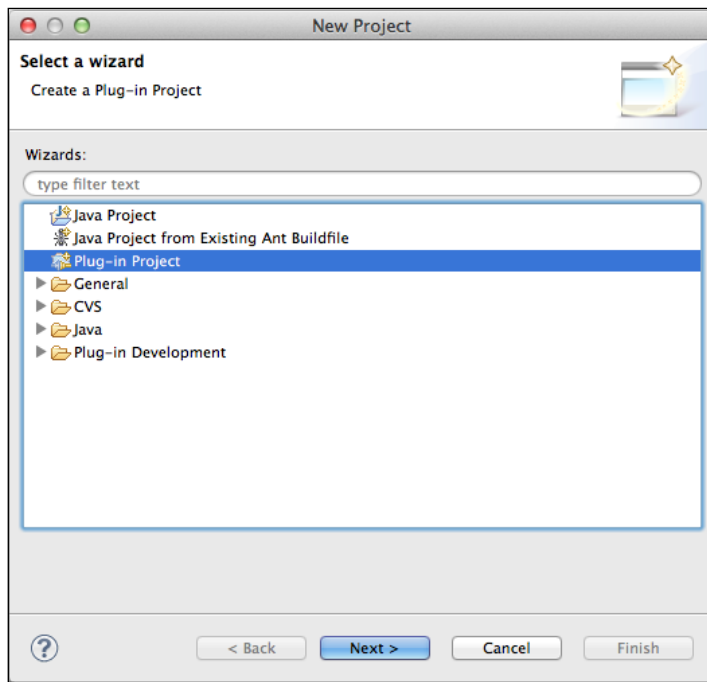 New Project
Select a wizard
Create a Plug-in Project
Wizards:
type filter text
Java Project
Java Project from Existing Ant Buildfile
Plug-in Project
General
CVS
Java
Plug-in Development
?
< Back
Next >
Cancel
Finish